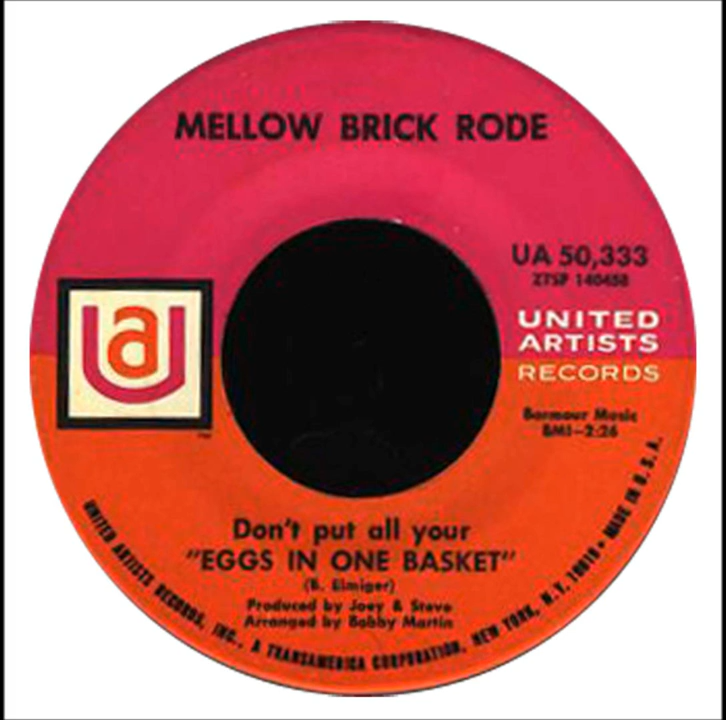 MELLOW BRICK RODE
UA 50,333
ZTSP 140458
UNITED
ARTISTS
RECORDS
ua
Barmour Music
BMI—2:26
Don't put all your
"EGGS IN ONE BASKET"
(B. Elmiger)
Produced by Joey & Steve
Arranged by Bobby Martin
UNITED ARTISTS RECORDS, INC., A TRANSAMERICA CORPORATION, NEW YORK, N.Y. 10019 • MADE IN U.S.A.